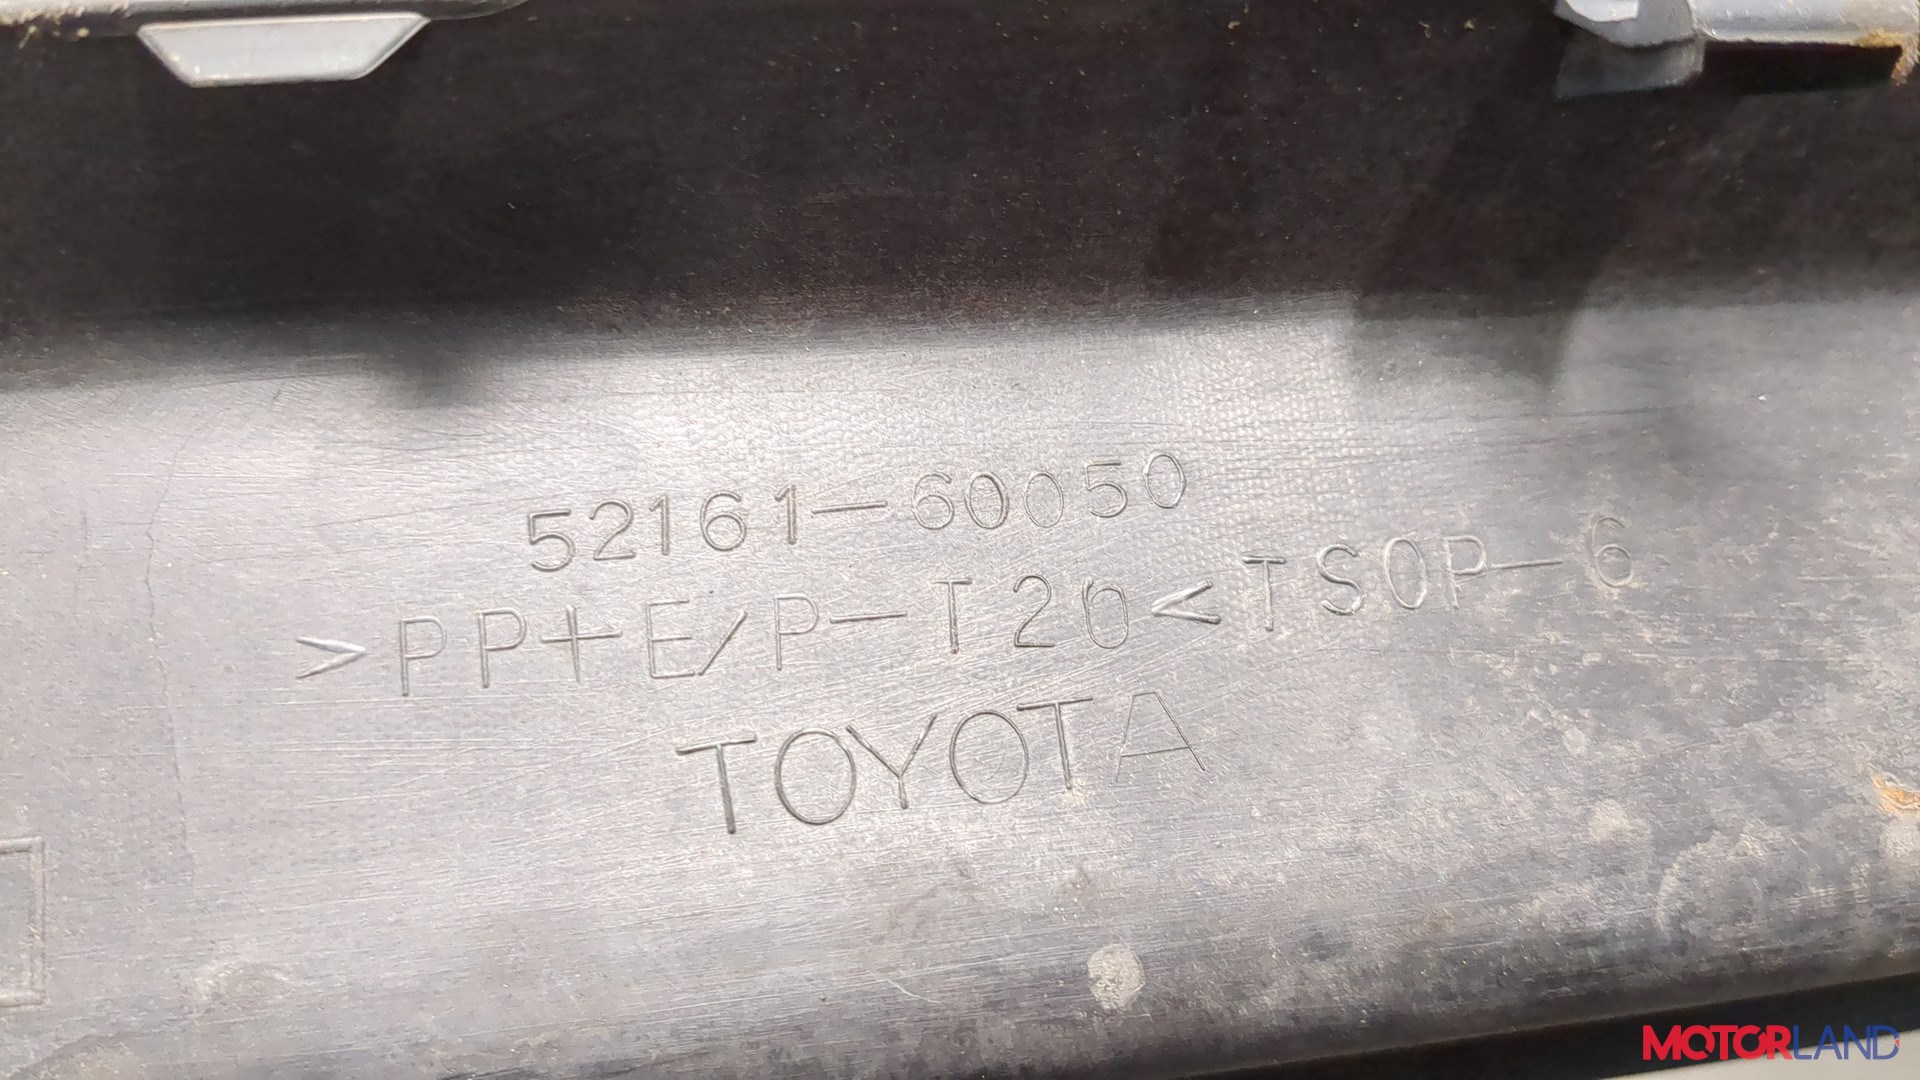 52161-60050
>PP+E/P-T20<TSOP-6
TOYOTA
MOTORLAND